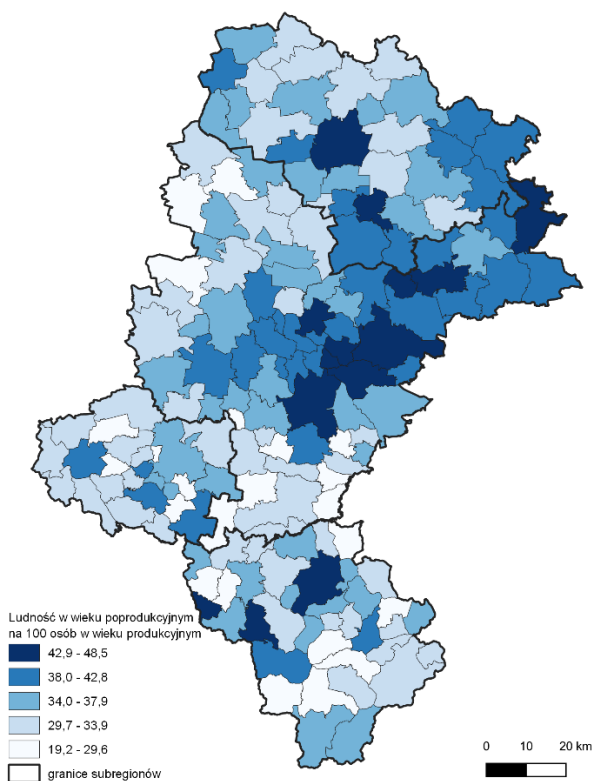 Ludność w wieku poprodukcyjnym
na 100 osób w wieku produkcyjnym
42,9 - 48,5
38,0 - 42,8
34,0 - 37,9
29,7 - 33,9
19,2 - 29,6
granice subregionów
0 10 20 km